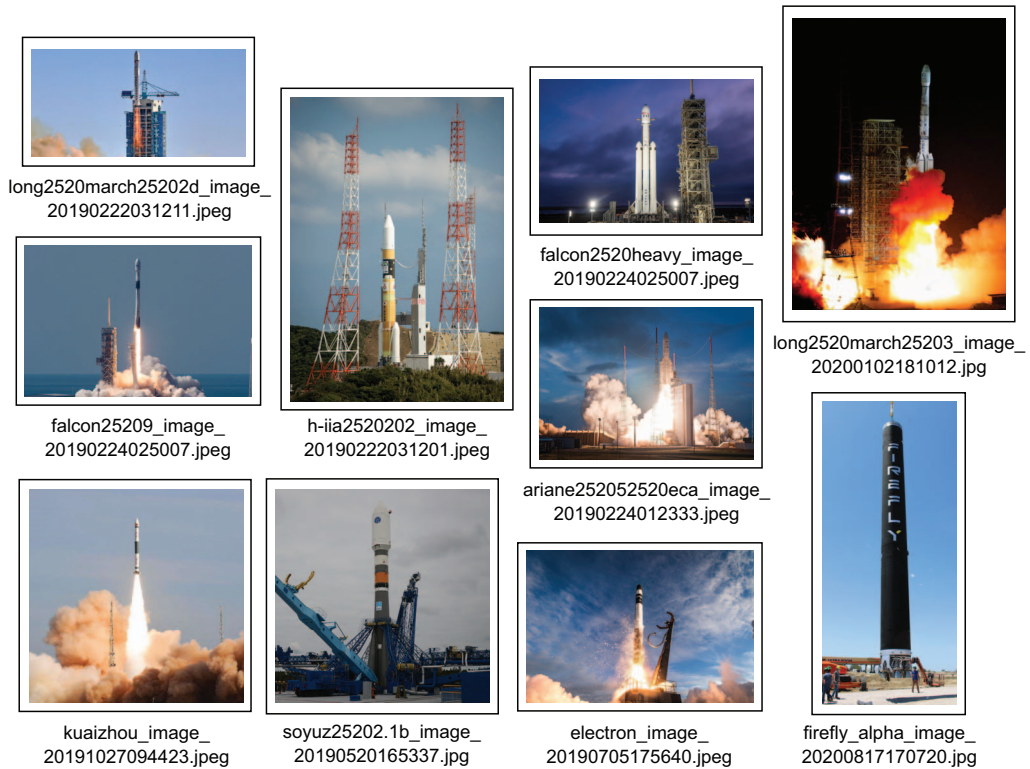 long2520march25202d_image_
20190222031211.jpeg
falcon25209_image_
20190224025007.jpeg
kuaizhou_image_
20191027094423.jpeg
h-iia2520202_image_
20190222031201.jpeg
soyuz25202.1b_image_
20190520165337.jpg
falcon2520heavy_image_
20190224025007.jpeg
ariane252052520eca_image_
20190224012333.jpeg
electron_image_
20190705175640.jpeg
long2520march25203_image_
20200102181012.jpg
FIREFLY
firefly_alpha_image_
20200817170720.jpg